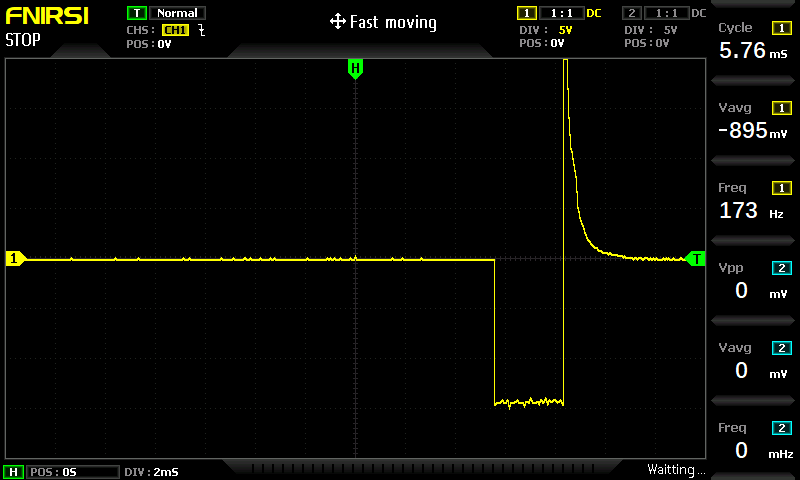 FNIRSI
STOP
T Normal
CHS: CH1
POS: 0V
Fast moving
1 1:1 DC
DIV: 5V
POS: 0V
2 1:1 DC
DIV: 5V
POS: 0V
H
1
T
Cycle 1
5.76 mS
Vavg 1
-895 mV
Freq 1
173 Hz
Vpp 2
0 mV
Vavg 2
0 mV
Freq 2
0 mHz
H POS: 0S DIV: 2mS
Waitting...